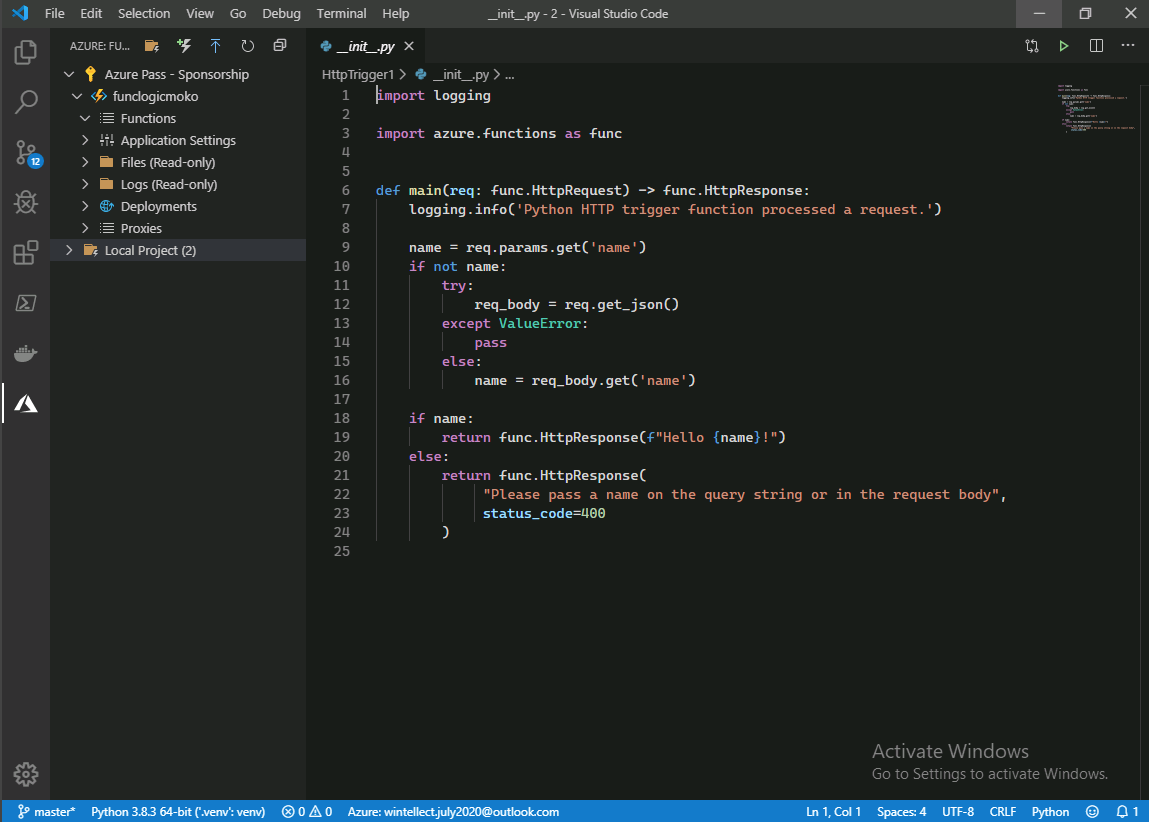 File Edit Selection View Go Debug Terminal Help __init__.py - 2 - Visual Studio Code
AZURE: FU...
Azure Pass - Sponsorship
funclogicmoko
Functions
Application Settings
Files (Read-only)
Logs (Read-only)
Deployments
Proxies
Local Project (2)
12
__init__.py
HttpTrigger1 > __init__.py > ...
1 import logging
2
3 import azure.functions as func
4
5
6 def main(req: func.HttpRequest) -> func.HttpResponse:
7 logging.info('Python HTTP trigger function processed a request.')
8
9 name = req.params.get('name')
10 if not name:
11 try:
12 req_body = req.get_json()
13 except ValueError:
14 pass
15 else:
16 name = req_body.get('name')
17
18 if name:
19 return func.HttpResponse(f"Hello {name}!")
20 else:
21 return func.HttpResponse(
22 "Please pass a name on the query string or in the request body",
23 status_code=400
24 )
25
Activate Windows
Go to Settings to activate Windows.
master* Python 3.8.3 64-bit ('.venv': venv) 0 0 Azure: wintellect.july2020@outlook.com Ln 1, Col 1 Spaces: 4 UTF-8 CRLF Python 1